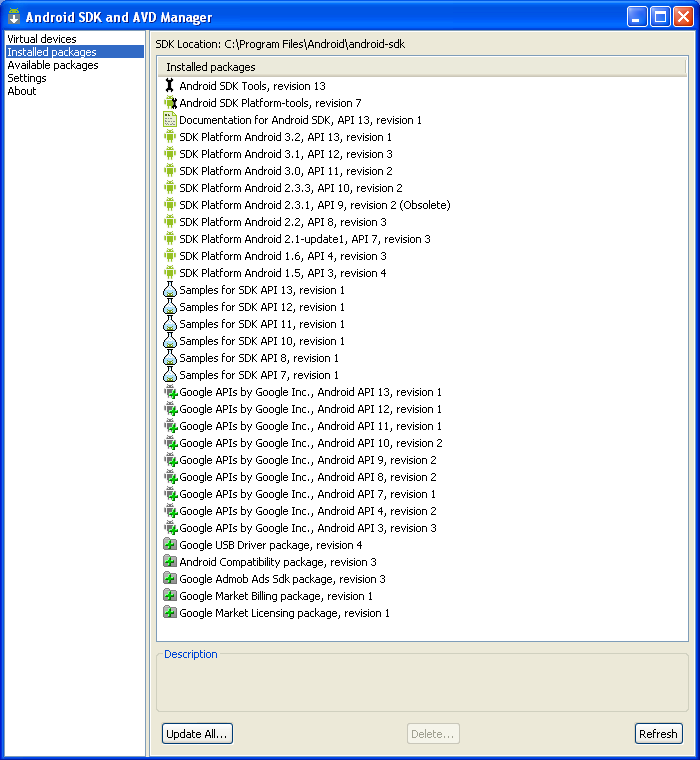 Android SDK and AVD Manager
Virtual devices
Installed packages
Available packages
Settings
About
SDK Location: C:\Program Files\Android\android-sdk
Installed packages
Android SDK Tools, revision 13
Android SDK Platform-tools, revision 7
Documentation for Android SDK, API 13, revision 1
SDK Platform Android 3.2, API 13, revision 1
SDK Platform Android 3.1, API 12, revision 3
SDK Platform Android 3.0, API 11, revision 2
SDK Platform Android 2.3.3, API 10, revision 2
SDK Platform Android 2.3.1, API 9, revision 2 (Obsolete)
SDK Platform Android 2.2, API 8, revision 3
SDK Platform Android 2.1-update1, API 7, revision 3
SDK Platform Android 1.6, API 4, revision 3
SDK Platform Android 1.5, API 3, revision 4
Samples for SDK API 13, revision 1
Samples for SDK API 12, revision 1
Samples for SDK API 11, revision 1
Samples for SDK API 10, revision 1
Samples for SDK API 8, revision 1
Samples for SDK API 7, revision 1
Google APIs by Google Inc., Android API 13, revision 1
Google APIs by Google Inc., Android API 12, revision 1
Google APIs by Google Inc., Android API 11, revision 1
Google APIs by Google Inc., Android API 10, revision 2
Google APIs by Google Inc., Android API 9, revision 2
Google APIs by Google Inc., Android API 8, revision 2
Google APIs by Google Inc., Android API 7, revision 1
Google APIs by Google Inc., Android API 4, revision 2
Google APIs by Google Inc., Android API 3, revision 3
Google USB Driver package, revision 4
Android Compatibility package, revision 3
Google Admob Ads Sdk package, revision 3
Google Market Billing package, revision 1
Google Market Licensing package, revision 1
Description
Update All...
Delete...
Refresh